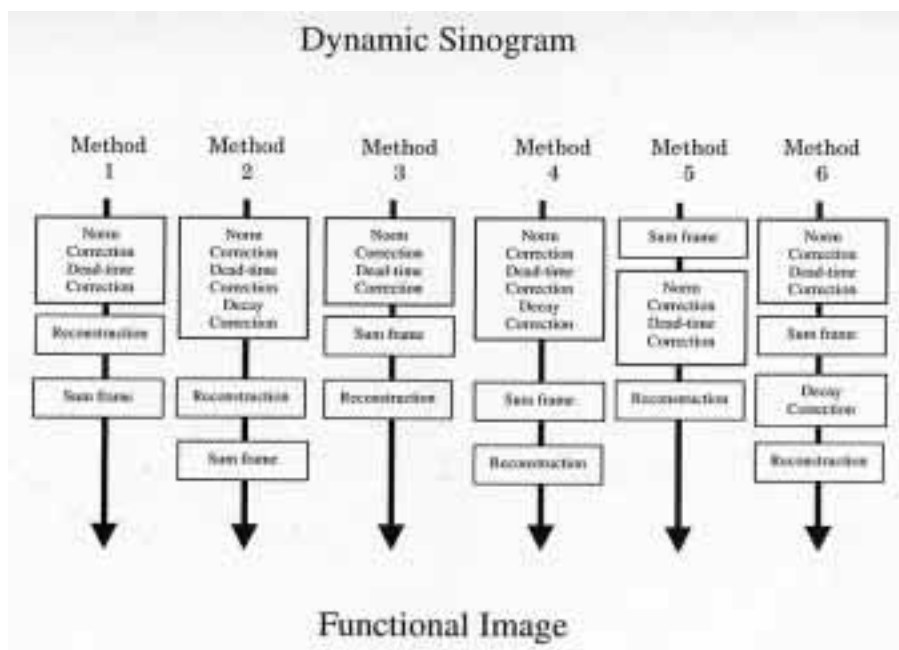 Dynamic Sinogram
Method
1
Norm
Correction
Dead-time
Correction
Reconstruction
Sum frame
Method
2
Norm
Correction
Dead-time
Correction
Decay
Correction
Reconstruction
Sum frame
Method
3
Norm
Correction
Dead-time
Correction
Sum frame
Reconstruction
Method
4
Norm
Correction
Dead-time
Correction
Decay
Correction
Sum frame
Reconstruction
Method
5
Sum frame
Norm
Correction
Dead-time
Correction
Reconstruction
Method
6
Norm
Correction
Dead-time
Correction
Sum frame
Decay
Correction
Reconstruction
Functional Image